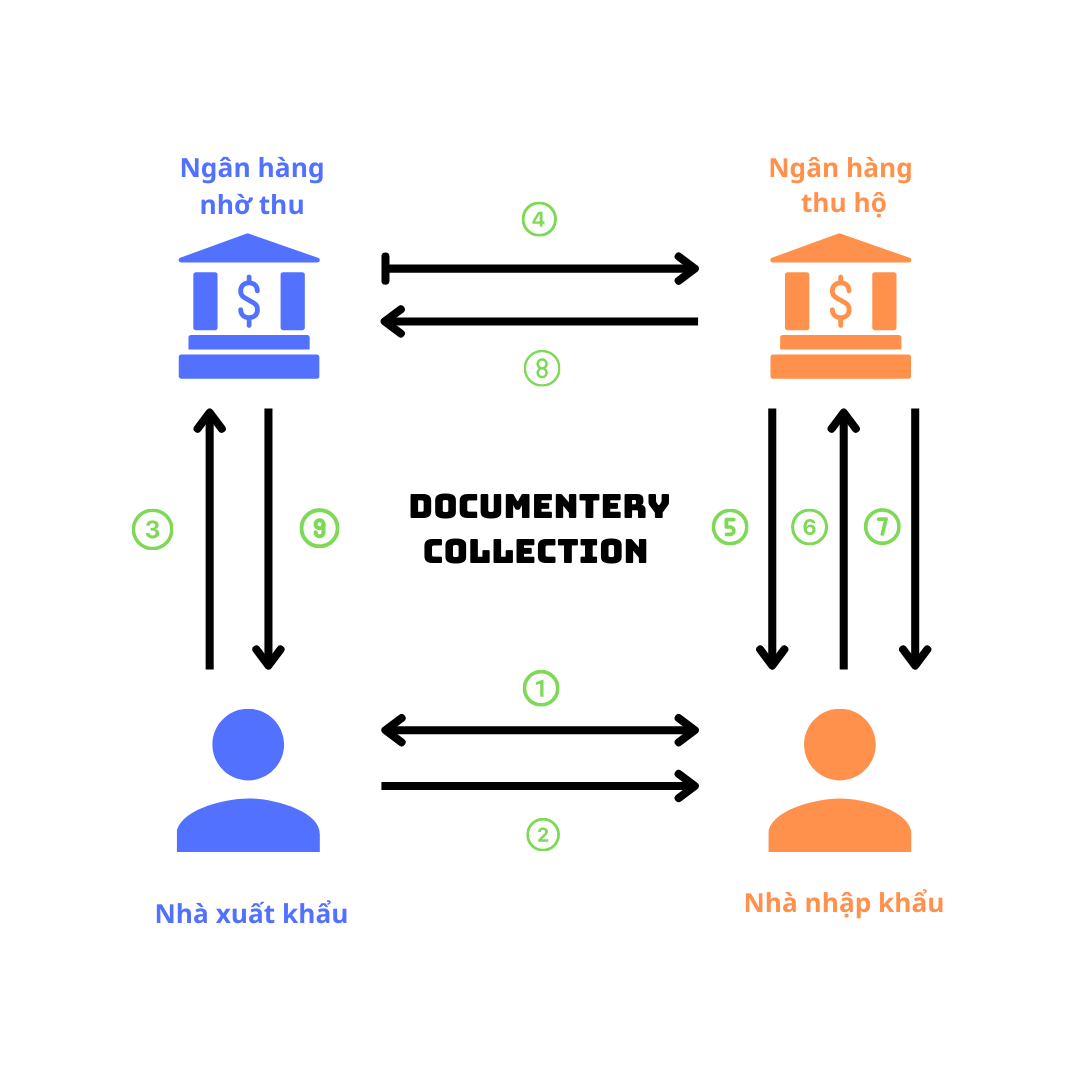 Ngân hàng
nhờ thu
Ngân hàng
thu hộ
4
$
$
8
3
9
DOCUMENTERY
COLLECTION
5
6
7
1
2
Nhà xuất khẩu
Nhà nhập khẩu